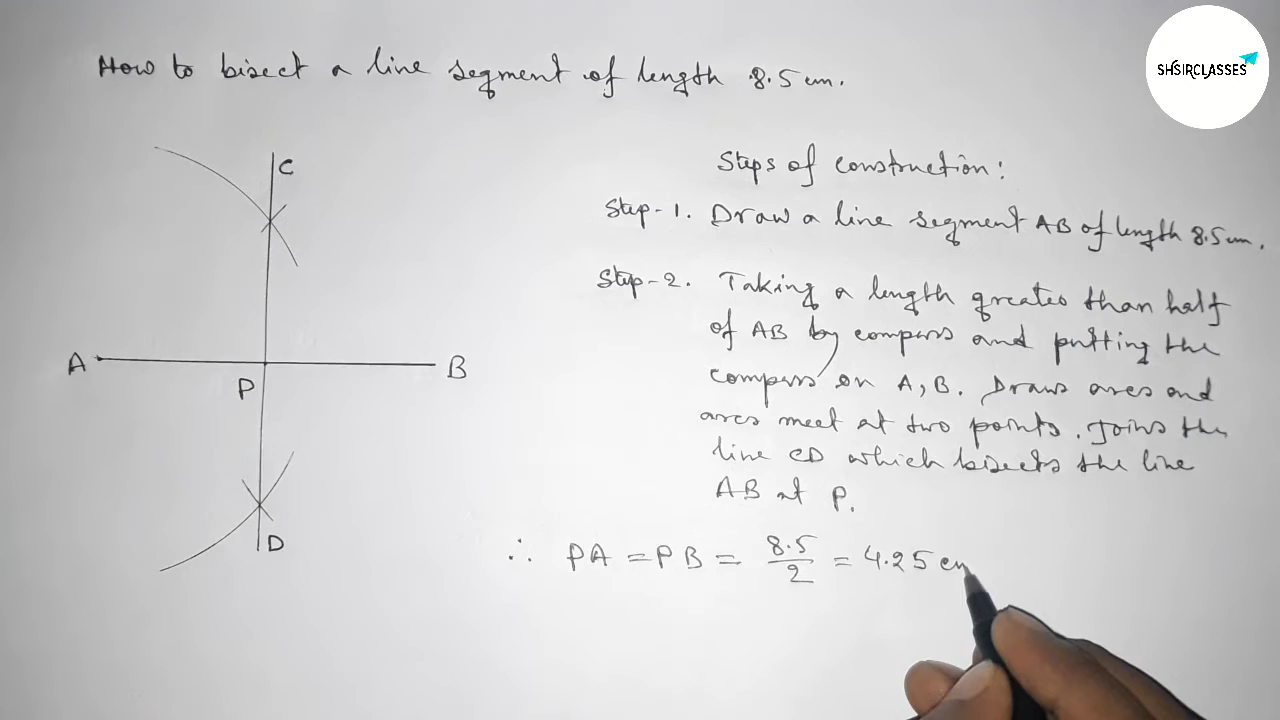 How to bisect a line segment of length 8.5 cm.
SHSIRCLASSES
C
A
P
B
D
Steps of construction:
Step-1. Draw a line segment AB of length 8.5 cm.
Step-2. Taking a length greater than half
of AB by compass and putting the
compass on A, B. Draws arcs and
arcs meet at two points. Joins the
line CD which bisects the line
AB at P.
∴ PA = PB = 8.5/2 = 4.25 cm